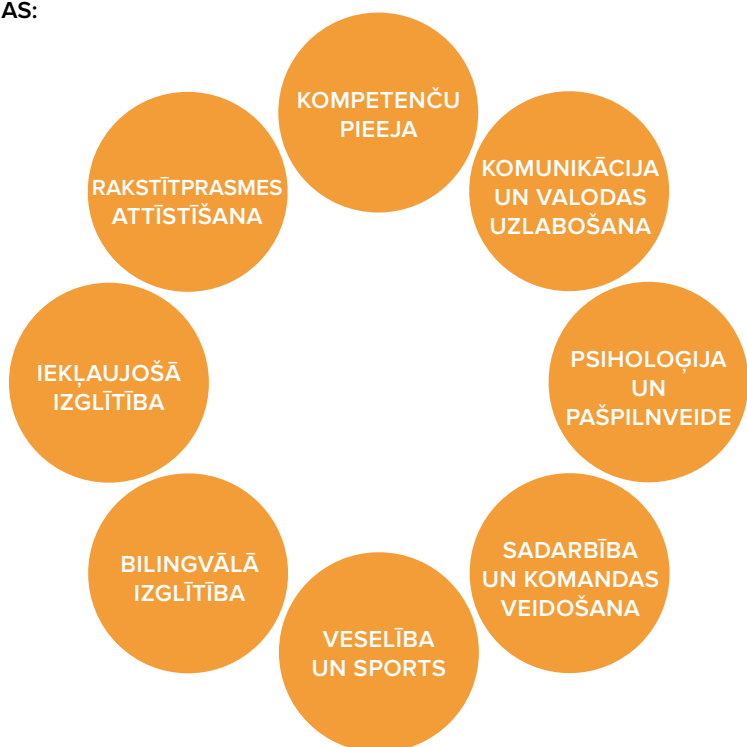 AS:
KOMPETENČU
PIEEJA
KOMUNIKĀCIJA
UN VALODAS
UZLABOŠANA
PSIHOLOĢIJA
UN
PAŠPILNVEIDE
SADARBĪBA
UN KOMANDAS
VEIDOŠANA
VESELĪBA
UN SPORTS
BILINGVĀLĀ
IZGLĪTĪBA
IEKĻAUJOŠĀ
IZGLĪTĪBA
RAKSTĪTPRASMES
ATTĪSTĪŠANA